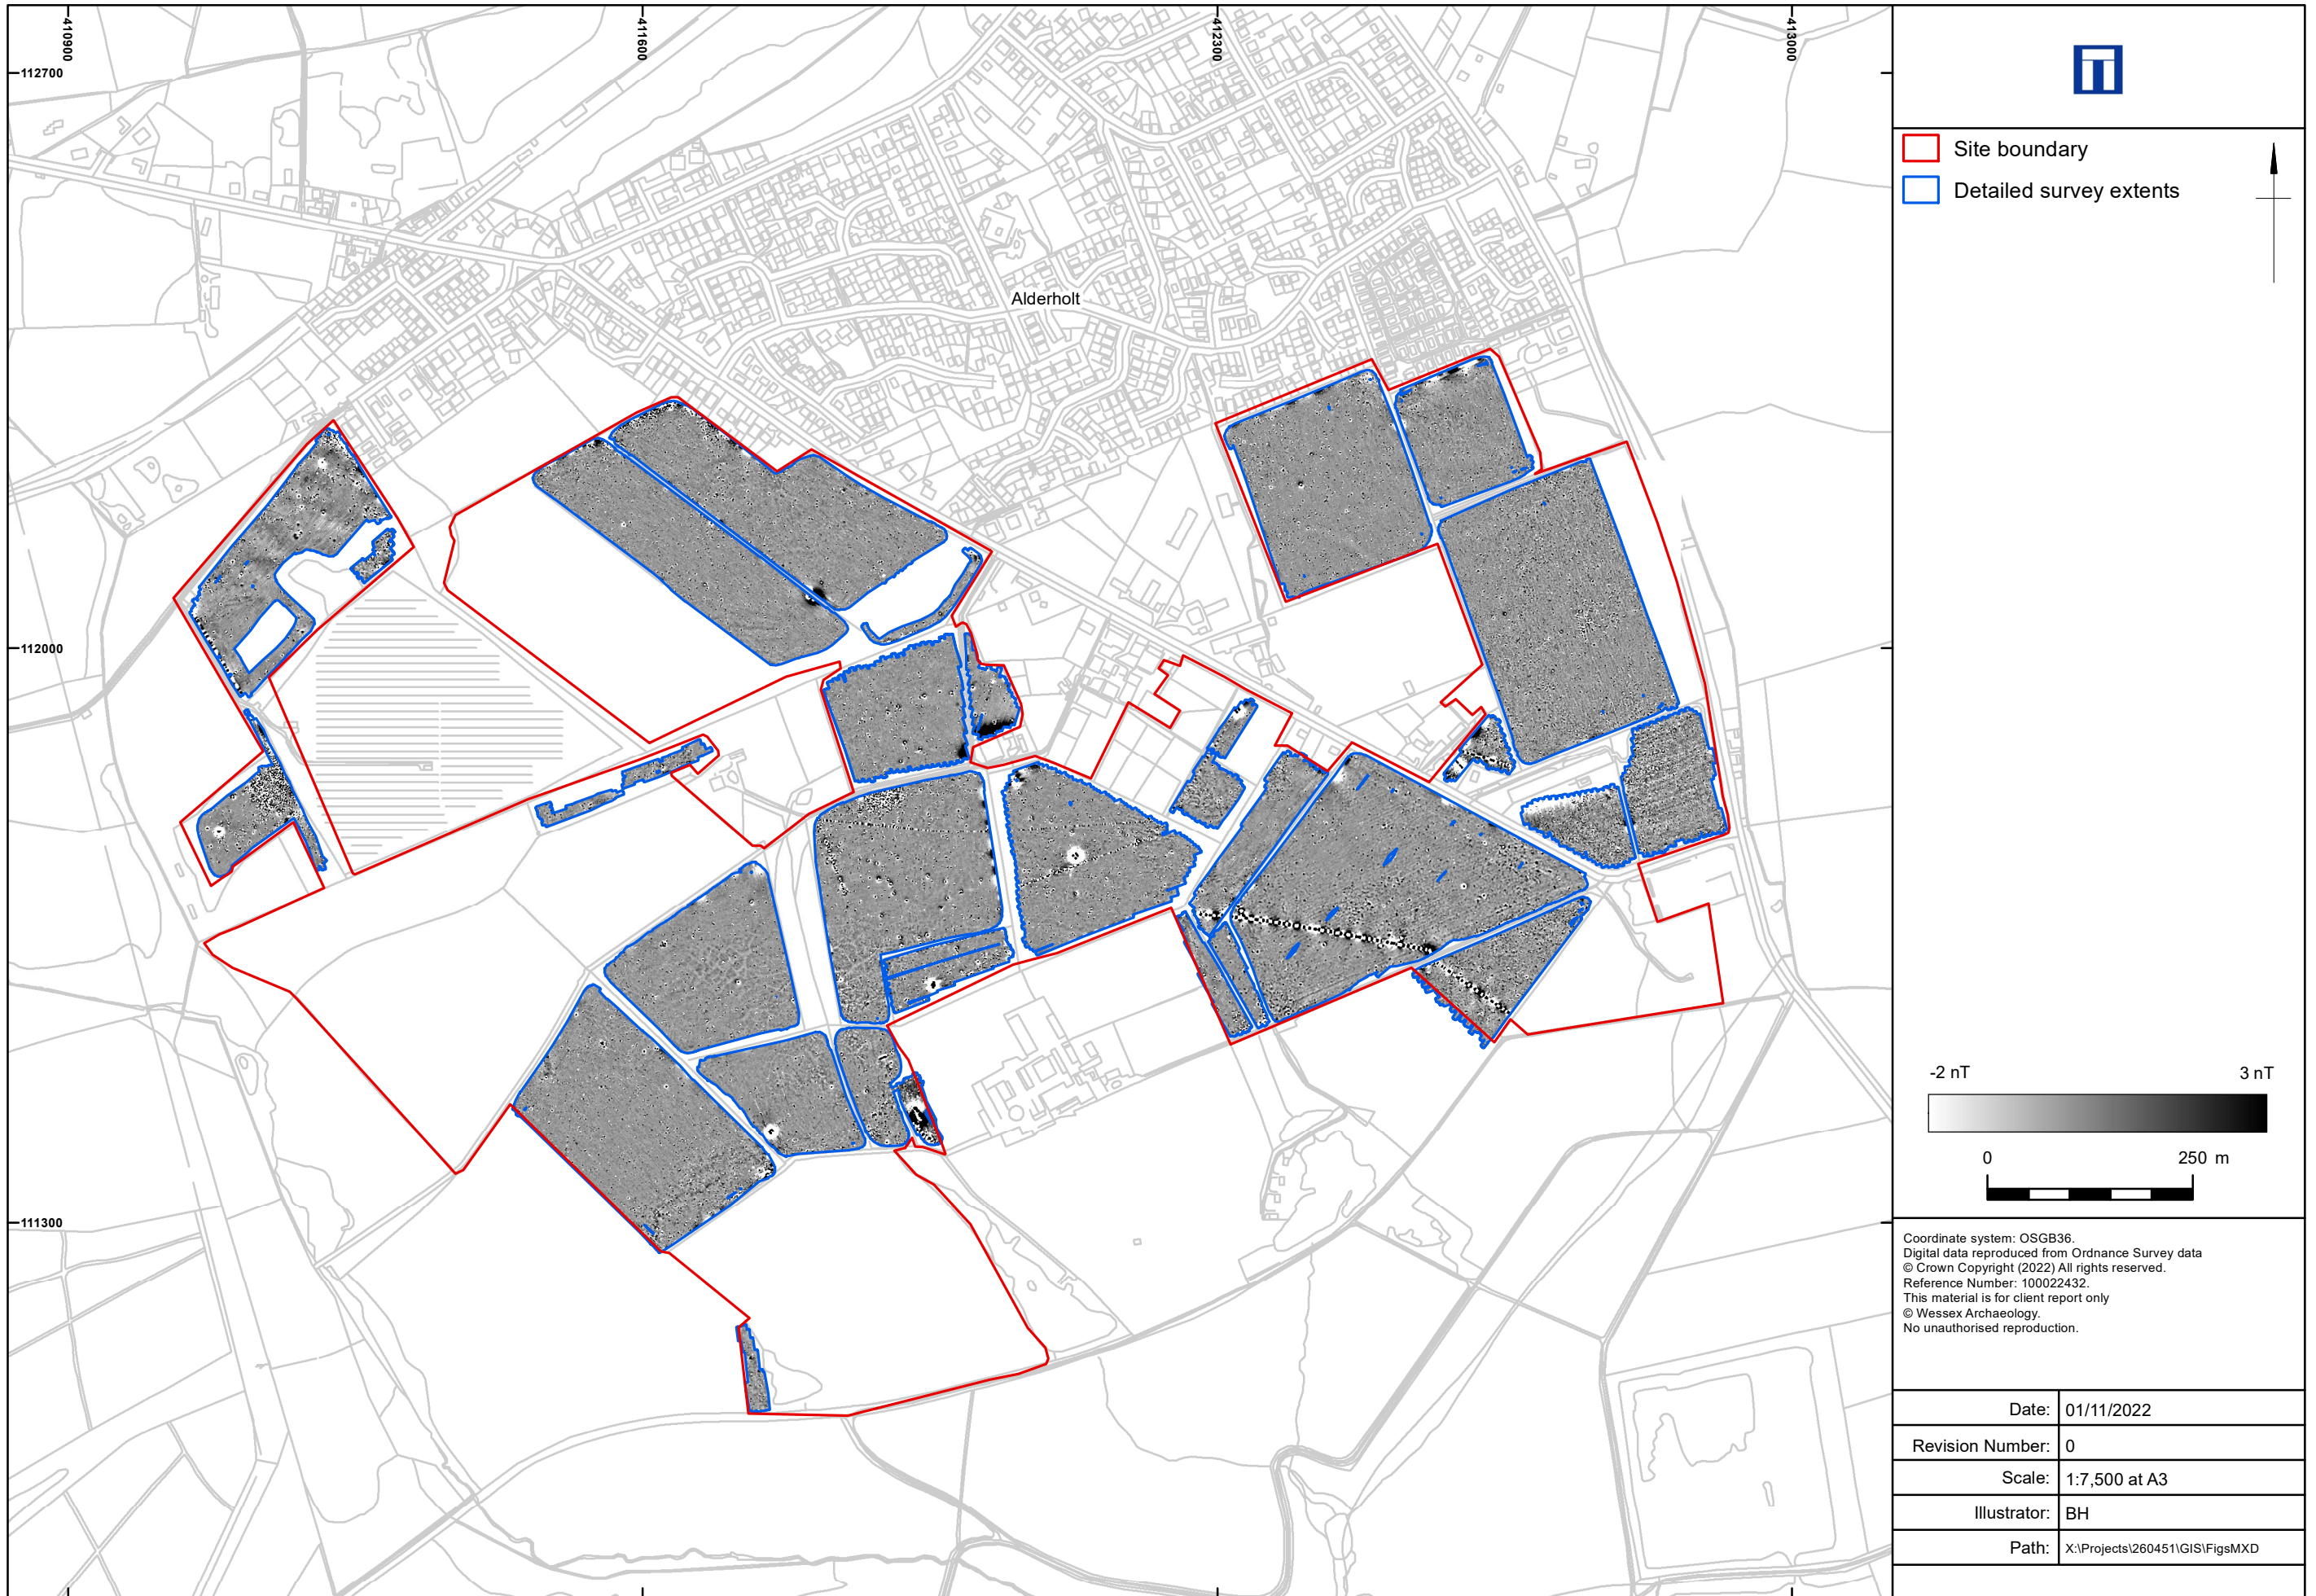 410900
411600
412300
413000
112700
112000
111300
Alderholt
Site boundary
Detailed survey extents
-2 nT
3 nT
0
250 m
Coordinate system: OSGB36.
Digital data reproduced from Ordnance Survey data
© Crown Copyright (2022) All rights reserved.
Reference Number: 100022432.
This material is for client report only
© Wessex Archaeology.
No unauthorised reproduction.
Date: 01/11/2022
Revision Number: 0
Scale: 1:7,500 at A3
Illustrator: BH
Path: X:\Projects\260451\GIS\FigsMXD